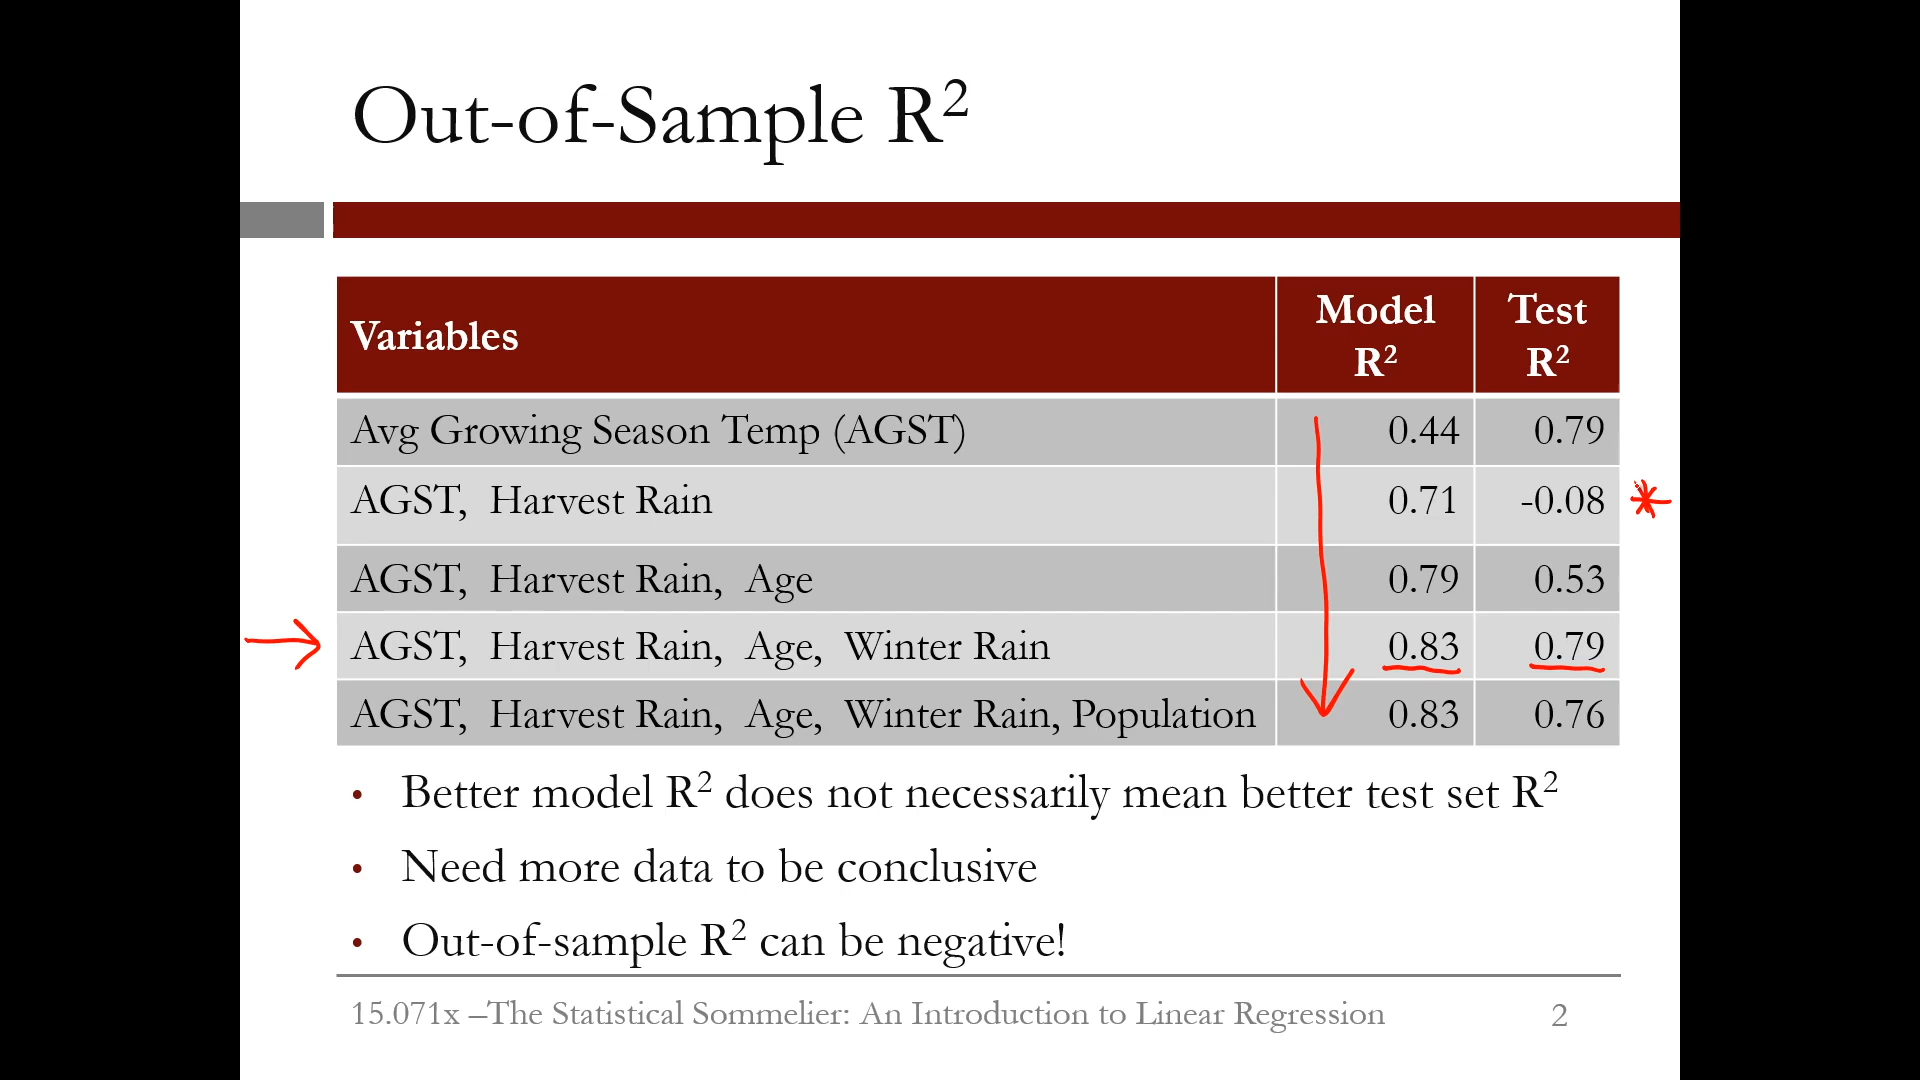 Out-of-Sample R²
Variables Model R² Test R²
Avg Growing Season Temp (AGST) 0.44 0.79
AGST, Harvest Rain 0.71 -0.08 *
AGST, Harvest Rain, Age 0.79 0.53
AGST, Harvest Rain, Age, Winter Rain 0.83 0.79
AGST, Harvest Rain, Age, Winter Rain, Population 0.83 0.76
• Better model R² does not necessarily mean better test set R²
• Need more data to be conclusive
• Out-of-sample R² can be negative!
15.071x –The Statistical Sommelier: An Introduction to Linear Regression 2